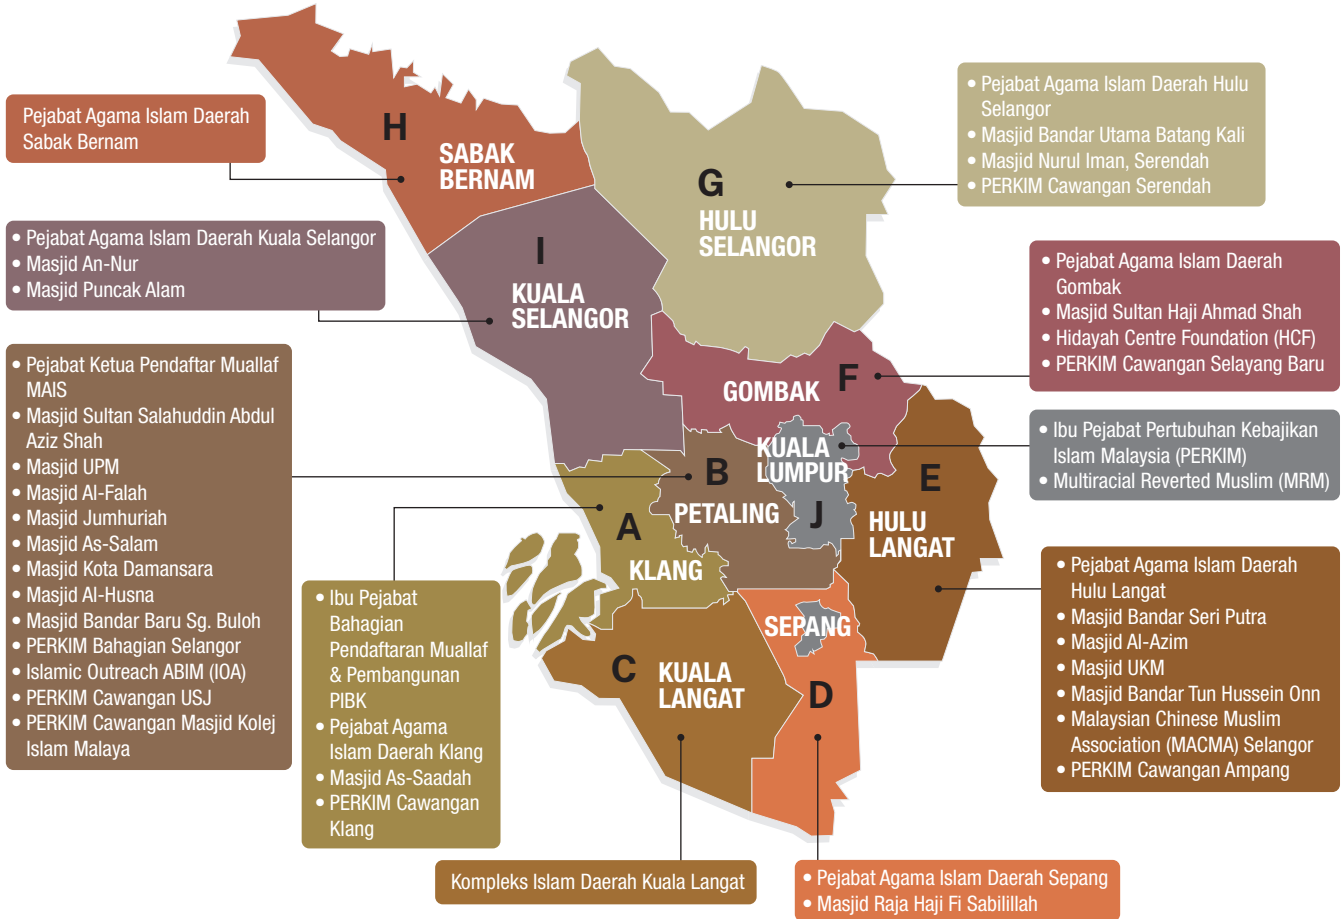 H
SABAK
BERNAM
G
HULU
SELANGOR
I
KUALA
SELANGOR
GOMBAK
F
KUALA
LUMPUR
B
PETALING
J
E
HULU
LANGAT
A
KLANG
SEPANG
C
KUALA
LANGAT
D
Pejabat Agama Islam Daerah
Sabak Bernam
• Pejabat Agama Islam Daerah Kuala Selangor
• Masjid An-Nur
• Masjid Puncak Alam
• Pejabat Ketua Pendaftar Muallaf
MAIS
• Masjid Sultan Salahuddin Abdul
Aziz Shah
• Masjid UPM
• Masjid Al-Falah
• Masjid Jumhuriah
• Masjid As-Salam
• Masjid Kota Damansara
• Masjid Al-Husna
• Masjid Bandar Baru Sg. Buloh
• PERKIM Bahagian Selangor
• Islamic Outreach ABIM (IOA)
• PERKIM Cawangan USJ
• PERKIM Cawangan Masjid Kolej
Islam Malaya
• Ibu Pejabat
Bahagian
Pendaftaran Muallaf
& Pembangunan
PIBK
• Pejabat Agama
Islam Daerah Klang
• Masjid As-Saadah
• PERKIM Cawangan
Klang
Kompleks Islam Daerah Kuala Langat
• Pejabat Agama Islam Daerah Sepang
• Masjid Raja Haji Fi Sabilillah
• Pejabat Agama Islam Daerah Hulu
Selangor
• Masjid Bandar Utama Batang Kali
• Masjid Nurul Iman, Serendah
• PERKIM Cawangan Serendah
• Pejabat Agama Islam Daerah
Gombak
• Masjid Sultan Haji Ahmad Shah
• Hidayah Centre Foundation (HCF)
• PERKIM Cawangan Selayang Baru
• Ibu Pejabat Pertubuhan Kebajikan
Islam Malaysia (PERKIM)
• Multiracial Reverted Muslim (MRM)
• Pejabat Agama Islam Daerah
Hulu Langat
• Masjid Bandar Seri Putra
• Masjid Al-Azim
• Masjid UKM
• Masjid Bandar Tun Hussein Onn
• Malaysian Chinese Muslim
Association (MACMA) Selangor
• PERKIM Cawangan Ampang